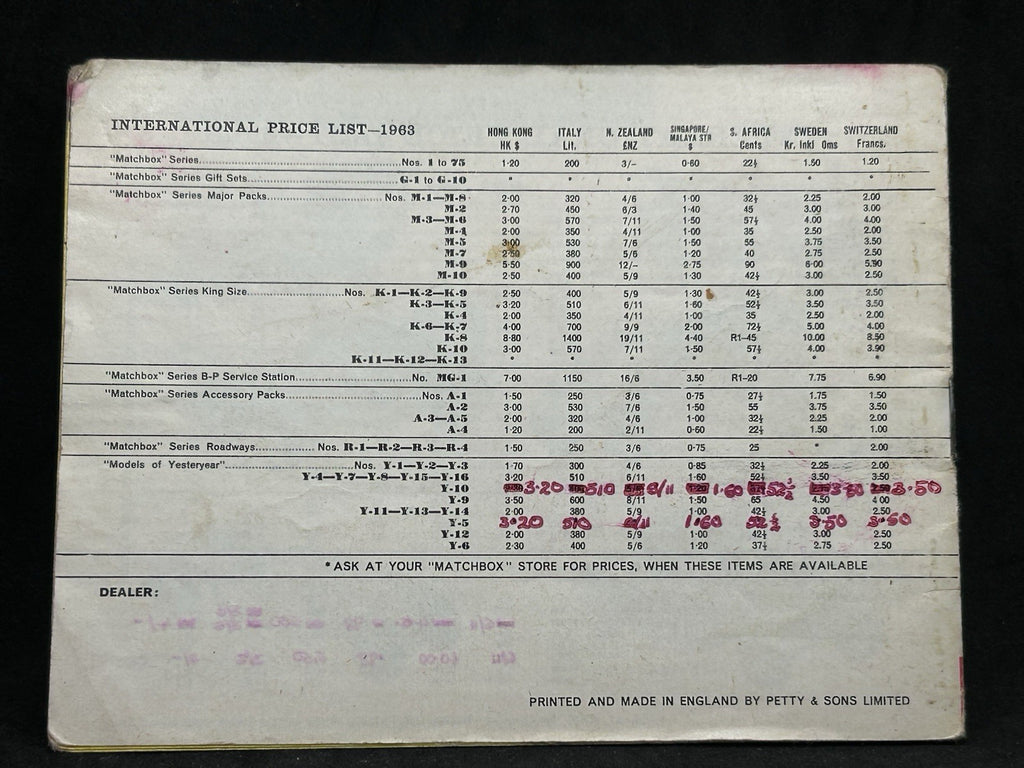 INTERNATIONAL PRICE LIST—1963
HONG KONG HK $ ITALY Lit. N. ZEALAND £NZ SINGAPORE/ MALAYA STR $ S. AFRICA Cents SWEDEN Kr. Inkl Oms SWITZERLAND Francs.
"Matchbox" Series Nos. 1 to 75 1·20 200 3/– 0·60 22½ 1.50 1.20
"Matchbox" Series Gift Sets G-1 to G-10 * * * * * * *
"Matchbox" Series Major Packs Nos. M-1—M-8 2·00 320 4/6 1·00 32½ 2.25 2.00
M-2 2·70 450 6/3 1·40 45 3.00 3.00
M-3—M-6 3·00 570 7/11 1·50 57½ 4.00 4.00
M-4 2·00 350 4/11 1·00 35 2.50 2.00
M-5 3·00 530 7/6 1·50 55 3.75 3.50
M-7 2·50 380 5/6 1·20 40 2.75 2.50
M-9 5·50 900 12/– 2·75 90 6·00 5.90
M-10 2·50 400 5/9 1·30 42½ 3.00 2.50
"Matchbox" Series King Size Nos. K-1—K-2—K-9 2·50 400 5/9 1·30 42½ 3.00 2.50
K-3—K-5 3·20 510 6/11 1·60 52½ 3.50 3.50
K-4 2·00 350 4/11 1·00 35 2.50 2.00
K-6—K-7 4·00 700 9/9 2·00 72½ 5.00 4.00
K-8 8·80 1400 19/11 4·40 R1–45 10.00 8.50
K-10 3·00 570 7/11 1·50 57½ 4.00 3.90
K-11—K-12—K-13 * * * * * * *
"Matchbox" Series B-P Service Station No. MG-1 7·00 1150 16/6 3.50 R1–20 7.75 6.90
"Matchbox" Series Accessory Packs Nos. A-1 1·50 250 3/6 0·75 27½ 1.75 1.50
A-2 3·00 530 7/6 1·50 55 3.75 3.50
A-3—A-5 2·00 320 4/6 1·00 32½ 2.25 2.00
A-4 1·20 200 2/11 0·60 22½ 1.50 1.00
"Matchbox" Series Roadways Nos. R-1—R-2—R-3—R-4 1·50 250 3/6 0·75 25 * 2.00
"Models of Yesteryear" Nos. Y-1—Y-2—Y-3 1·70 300 4/6 0·85 32½ 2.25 2.00
Y-4—Y-7—Y-8—Y-15—Y-16 3·20 510 6/11 1·60 52½ 3.50 3.50
Y-10 3·20 510 8/11 1.60 52½ 3.50 3.50
Y-9 3·50 600 8/11 1·50 65 4.50 4.00
Y-11—Y-13—Y-14 2·00 380 5/9 1·00 42½ 3.00 2.50
Y-5 3·20 510 1.60 52½ 3.50 3.50
Y-12 2·00 380 5/9 1·00 42½ 3.00 2.50
Y-6 2·30 400 5/6 1·20 37½ 2.75 2.50
*ASK AT YOUR "MATCHBOX" STORE FOR PRICES, WHEN THESE ITEMS ARE AVAILABLE
DEALER:
PRINTED AND MADE IN ENGLAND BY PETTY & SONS LIMITED